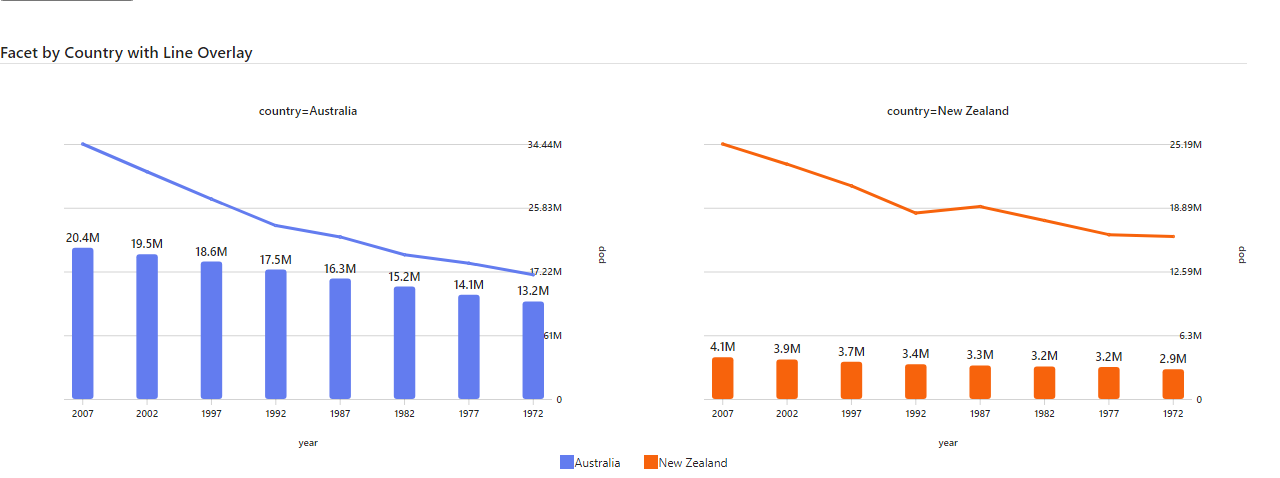 Facet by Country with Line Overlay
country=Australia
34.44M
25.83M
17.22M
61M
0
pop
20.4M
19.5M
18.6M
17.5M
16.3M
15.2M
14.1M
13.2M
2007
2002
1997
1992
1987
1982
1977
1972
year
country=New Zealand
25.19M
18.89M
12.59M
6.3M
0
pop
4.1M
3.9M
3.7M
3.4M
3.3M
3.2M
3.2M
2.9M
2007
2002
1997
1992
1987
1982
1977
1972
year
Australia
New Zealand